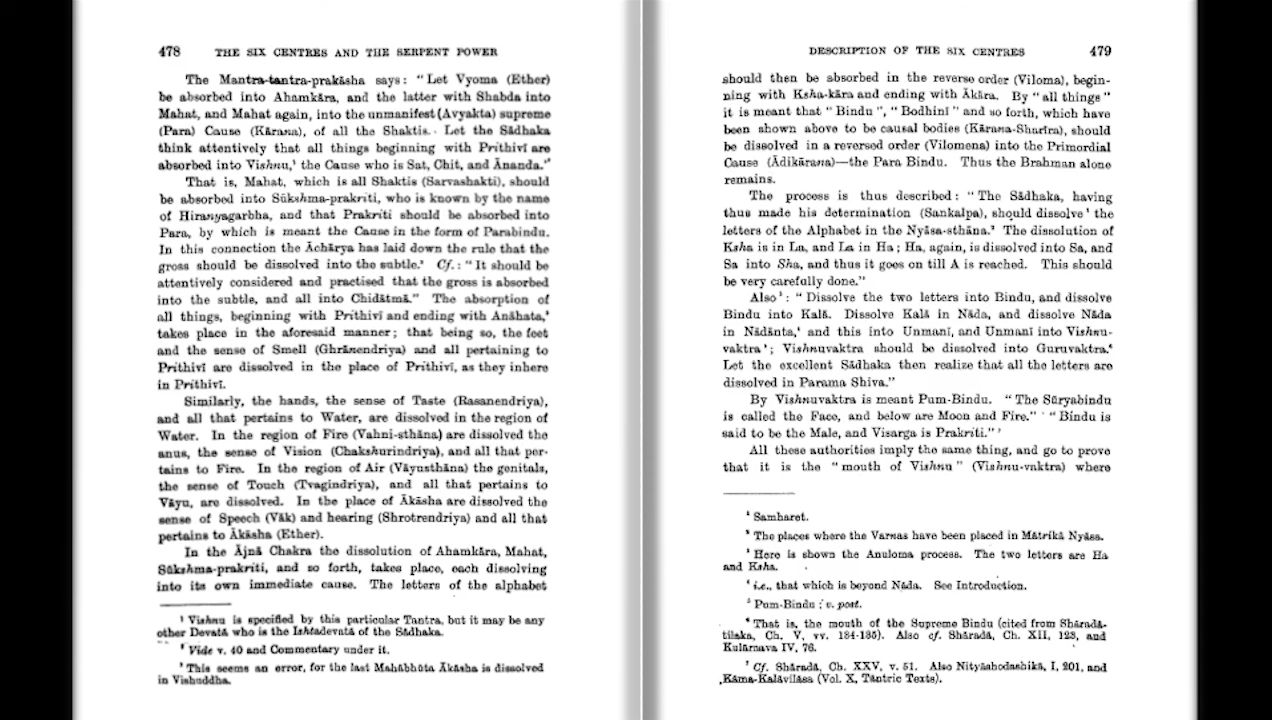 478 THE SIX CENTRES AND THE SERPENT POWER
The Mantra-tantra-prakāsha says: "Let Vyoma (Ether)
be absorbed into Ahamkāra, and the latter with Shabda into
Mahat, and Mahat again, into the unmanifest (Avyakta) supreme
(Para) Cause (Kārana), of all the Shaktis. Let the Sādhaka
think attentively that all things beginning with Prithivī are
absorbed into Vishnu,¹ the Cause who is Sat, Chit, and Ānanda."
That is, Mahat, which is all Shaktis (Sarvashakti), should
be absorbed into Sūkshma-prakriti, who is known by the name
of Hiranyagarbha, and that Prakriti should be absorbed into
Para, by which is meant the Cause in the form of Parabindu.
In this connection the Āchārya has laid down the rule that the
gross should be dissolved into the subtle.² Cf.: "It should be
attentively considered and practised that the gross is absorbed
into the subtle, and all into Chidātmā." The absorption of
all things, beginning with Prithivī and ending with Anāhata,³
takes place in the aforesaid manner; that being so, the feet
and the sense of Smell (Ghrānendriya) and all pertaining to
Prithivī are dissolved in the place of Prithivī, as they inhere
in Prithivī.
Similarly, the hands, the sense of Taste (Rasanendriya),
and all that pertains to Water, are dissolved in the region of
Water. In the region of Fire (Vahni-sthāna) are dissolved the
anus, the sense of Vision (Chakshurindriya), and all that per-
tains to Fire. In the region of Air (Vāyusthāna) the genitals,
the sense of Touch (Tvagindriya), and all that pertains to
Vāyu, are dissolved. In the place of Ākāsha are dissolved the
sense of Speech (Vāk) and hearing (Shrotrendriya) and all that
pertains to Ākāsha (Ether).
In the Ājnā Chakra the dissolution of Ahamkāra, Mahat,
Sūkshma-prakriti, and so forth, takes place, each dissolving
into its own immediate cause. The letters of the alphabet
¹ Vishnu is specified by this particular Tantra, but it may be any
other Devatā who is the Ishtadevatā of the Sādhaka.
² Vide v. 40 and Commentary under it.
³ This seems an error, for the last Mahābhūta Ākāsha is dissolved
in Vishuddha.
DESCRIPTION OF THE SIX CENTRES 479
should then be absorbed in the reverse order (Viloma), begin-
ning with Ksha-kāra and ending with Akāra. By "all things"
it is meant that "Bindu", "Bodhinī" and so forth, which have
been shown above to be causal bodies (Kārana-Sharīra), should
be dissolved in a reversed order (Vilomena) into the Primordial
Cause (Ādikārana)—the Para Bindu. Thus the Brahman alone
remains.
The process is thus described: "The Sādhaka, having
thus made his determination (Sankalpa), should dissolve¹ the
letters of the Alphabet in the Nyāsa-sthāna.² The dissolution of
Ksha is in La, and La in Ha; Ha, again, is dissolved into Sa, and
Sa into Sha, and thus it goes on till A is reached. This should
be very carefully done."
Also³: "Dissolve the two letters into Bindu, and dissolve
Bindu into Kalā. Dissolve Kalā in Nāda, and dissolve Nāda
in Nādānta,⁴ and this into Unmanī, and Unmanī into Vishnu-
vaktra⁵; Vishnuvaktra should be dissolved into Guruvaktra.⁶
Let the excellent Sādhaka then realize that all the letters are
dissolved in Parama Shiva."
By Vishnuvaktra is meant Pum-Bindu. "The Sūryabindu
is called the Face, and below are Moon and Fire." "Bindu is
said to be the Male, and Visarga is Prakriti."⁷
All these authorities imply the same thing, and go to prove
that it is the "mouth of Vishnu" (Vishnu-vaktra) where
¹ Samharet.
² The places where the Varnas have been placed in Mātrikā Nyāsa.
³ Here is shown the Anuloma process. The two letters are Ha
and Ksha.
⁴ i.e., that which is beyond Nāda. See Introduction.
⁵ Pum-Bindu; v. post.
⁶ That is, the mouth of the Supreme Bindu (cited from Shāradā-
tilaka, Ch. V, vv. 134-135). Also cf. Shāradā, Ch. XII, 123, and
Kulārnava IV, 76.
⁷ Cf. Shāradā, Ch. XXV, v. 51. Also Nityāshodashikā, I, 201, and
Kāma-Kalāvilāsa (Vol. X, Tāntric Texts).